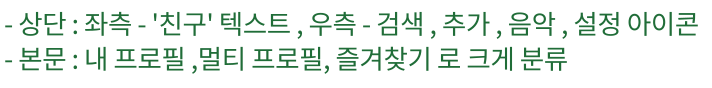 - 상단 : 좌측 - '친구' 텍스트 , 우측 - 검색 , 추가 , 음악 , 설정 아이콘
- 본문 : 내 프로필 ,멀티 프로필, 즐겨찾기 로 크게 분류